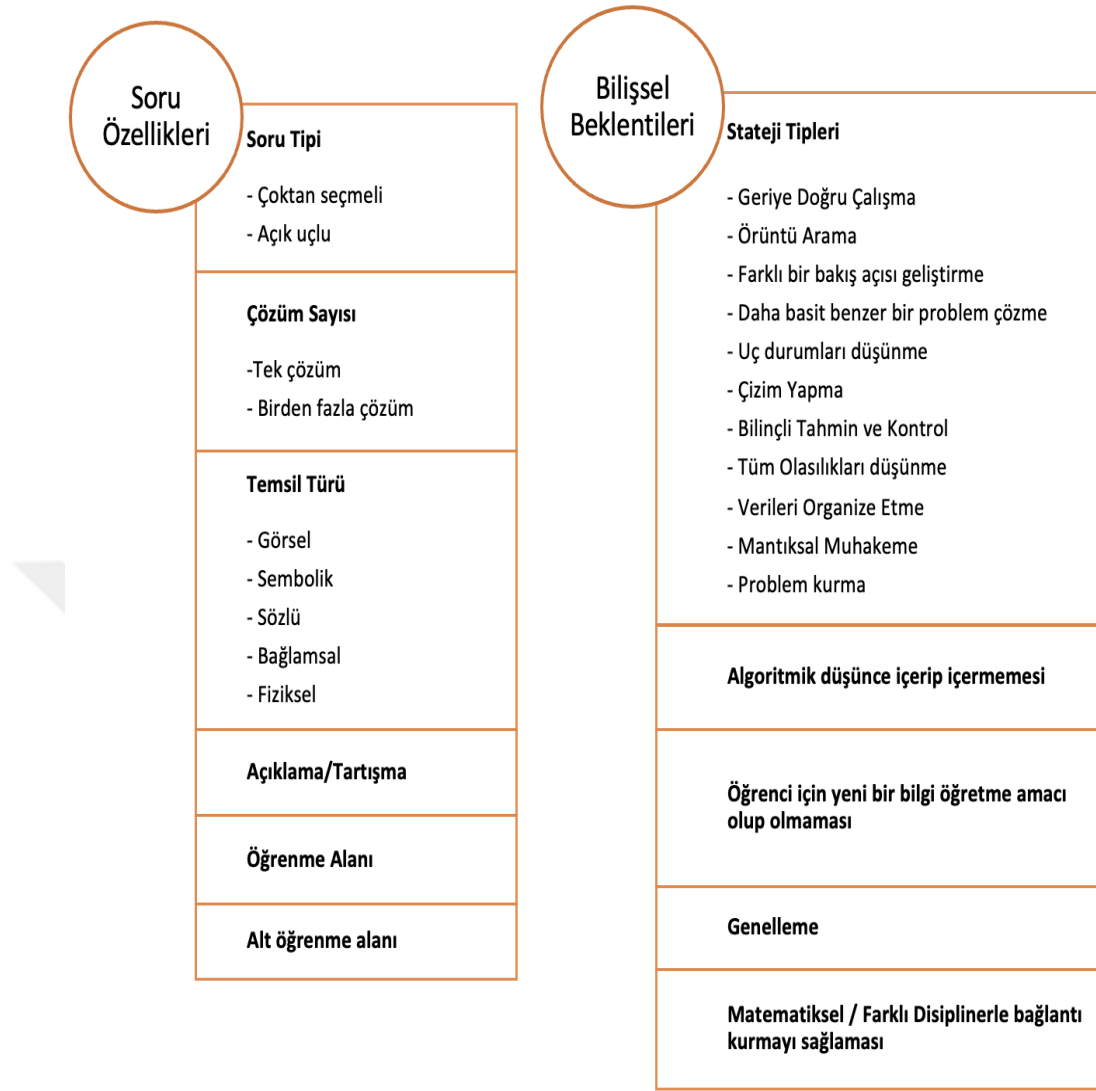 Soru
Özellikleri
Soru Tipi
- Çoktan seçmeli
- Açık uçlu
Çözüm Sayısı
-Tek çözüm
- Birden fazla çözüm
Temsil Türü
- Görsel
- Sembolik
- Sözlü
- Bağlamsal
- Fiziksel
Açıklama/Tartışma
Öğrenme Alanı
Alt öğrenme alanı
Bilişsel
Beklentileri
Stateji Tipleri
- Geriye Doğru Çalışma
- Örüntü Arama
- Farklı bir bakış açısı geliştirme
- Daha basit benzer bir problem çözme
- Uç durumları düşünme
- Çizim Yapma
- Bilinçli Tahmin ve Kontrol
- Tüm Olasılıkları düşünme
- Verileri Organize Etme
- Mantıksal Muhakeme
- Problem kurma
Algoritmik düşünce içerip içermemesi
Öğrenci için yeni bir bilgi öğretme amacı
olup olmaması
Genelleme
Matematiksel / Farklı Disiplinerle bağlantı
kurmayı sağlaması